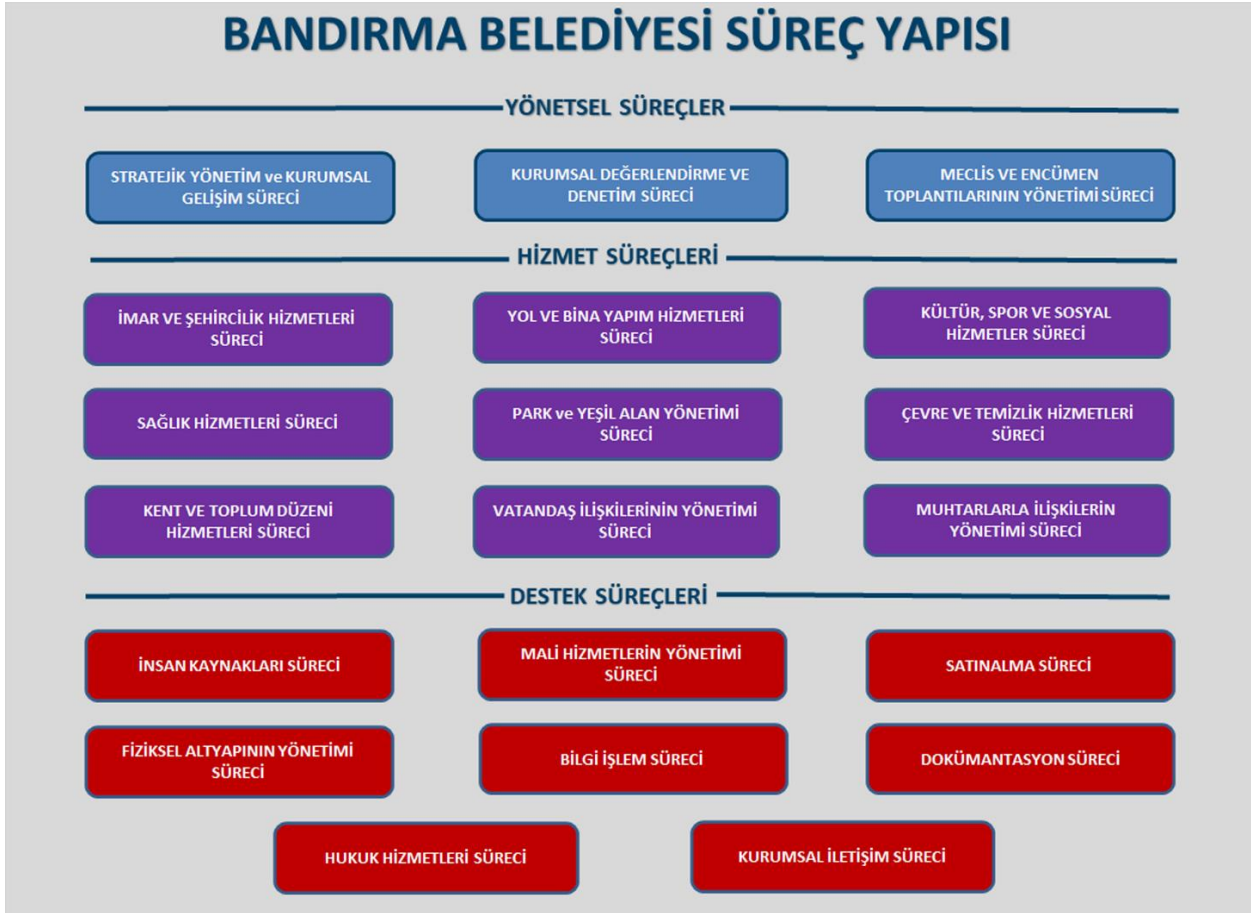 BANDIRMA BELEDİYESİ SÜREÇ YAPISI
YÖNETSEL SÜREÇLER
STRATEJİK YÖNETİM ve KURUMSAL
GELİŞİM SÜRECİ
KURUMSAL DEĞERLENDİRME VE
DENETİM SÜRECİ
MECLİS VE ENCÜMEN
TOPLANTILARININ YÖNETİMİ SÜRECİ
HİZMET SÜREÇLERİ
İMAR VE ŞEHİRCİLİK HİZMETLERİ
SÜRECİ
YOL VE BİNA YAPIM HİZMETLERİ
SÜRECİ
KÜLTÜR, SPOR VE SOSYAL
HİZMETLER SÜRECİ
SAĞLIK HİZMETLERİ SÜRECİ
PARK ve YEŞİL ALAN YÖNETİMİ
SÜRECİ
ÇEVRE VE TEMİZLİK HİZMETLERİ
SÜRECİ
KENT VE TOPLUM DÜZENİ
HİZMETLERİ SÜRECİ
VATANDAŞ İLİŞKİLERİNİN YÖNETİMİ
SÜRECİ
MUHTARLARLA İLİŞKİLERİN
YÖNETİMİ SÜRECİ
DESTEK SÜREÇLERİ
İNSAN KAYNAKLARI SÜRECİ
MALİ HİZMETLERİN YÖNETİMİ
SÜRECİ
SATINALMA SÜRECİ
FİZİKSEL ALTYAPININ YÖNETİMİ
SÜRECİ
BİLGİ İŞLEM SÜRECİ
DOKÜMANTASYON SÜRECİ
HUKUK HİZMETLERİ SÜRECİ
KURUMSAL İLETİŞİM SÜRECİ